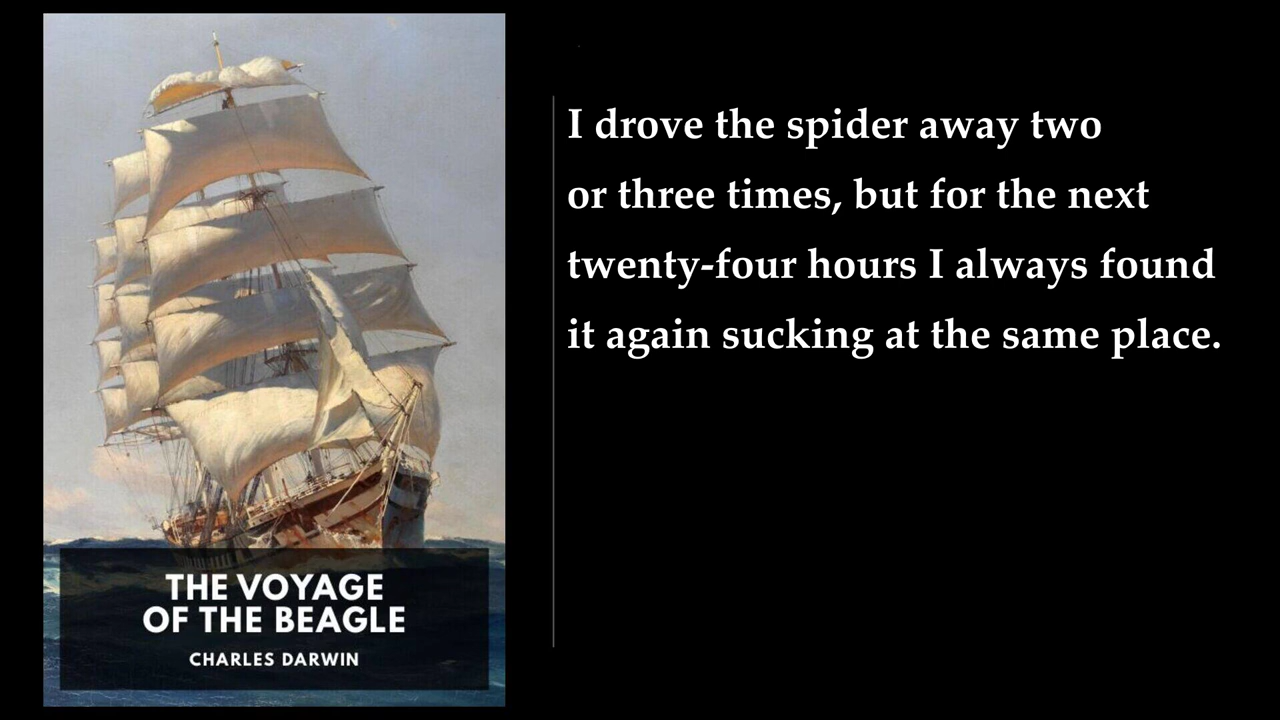 THE VOYAGE
OF THE BEAGLE
CHARLES DARWIN
I drove the spider away two
or three times, but for the next
twenty-four hours I always found
it again sucking at the same place.